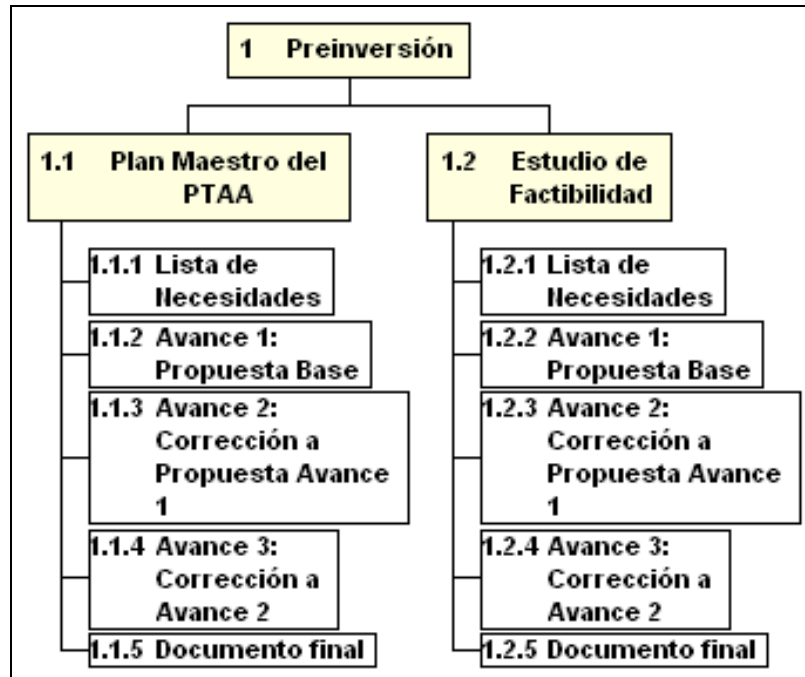 1 Preinversión
1.1 Plan Maestro del
PTAA
1.1.1 Lista de
Necesidades
1.1.2 Avance 1:
Propuesta Base
1.1.3 Avance 2:
Corrección a
Propuesta Avance
1
1.1.4 Avance 3:
Corrección a
Avance 2
1.1.5 Documento final
1.2 Estudio de
Factibilidad
1.2.1 Lista de
Necesidades
1.2.2 Avance 1:
Propuesta Base
1.2.3 Avance 2:
Corrección a
Propuesta Avance
1
1.2.4 Avance 3:
Corrección a
Avance 2
1.2.5 Documento final